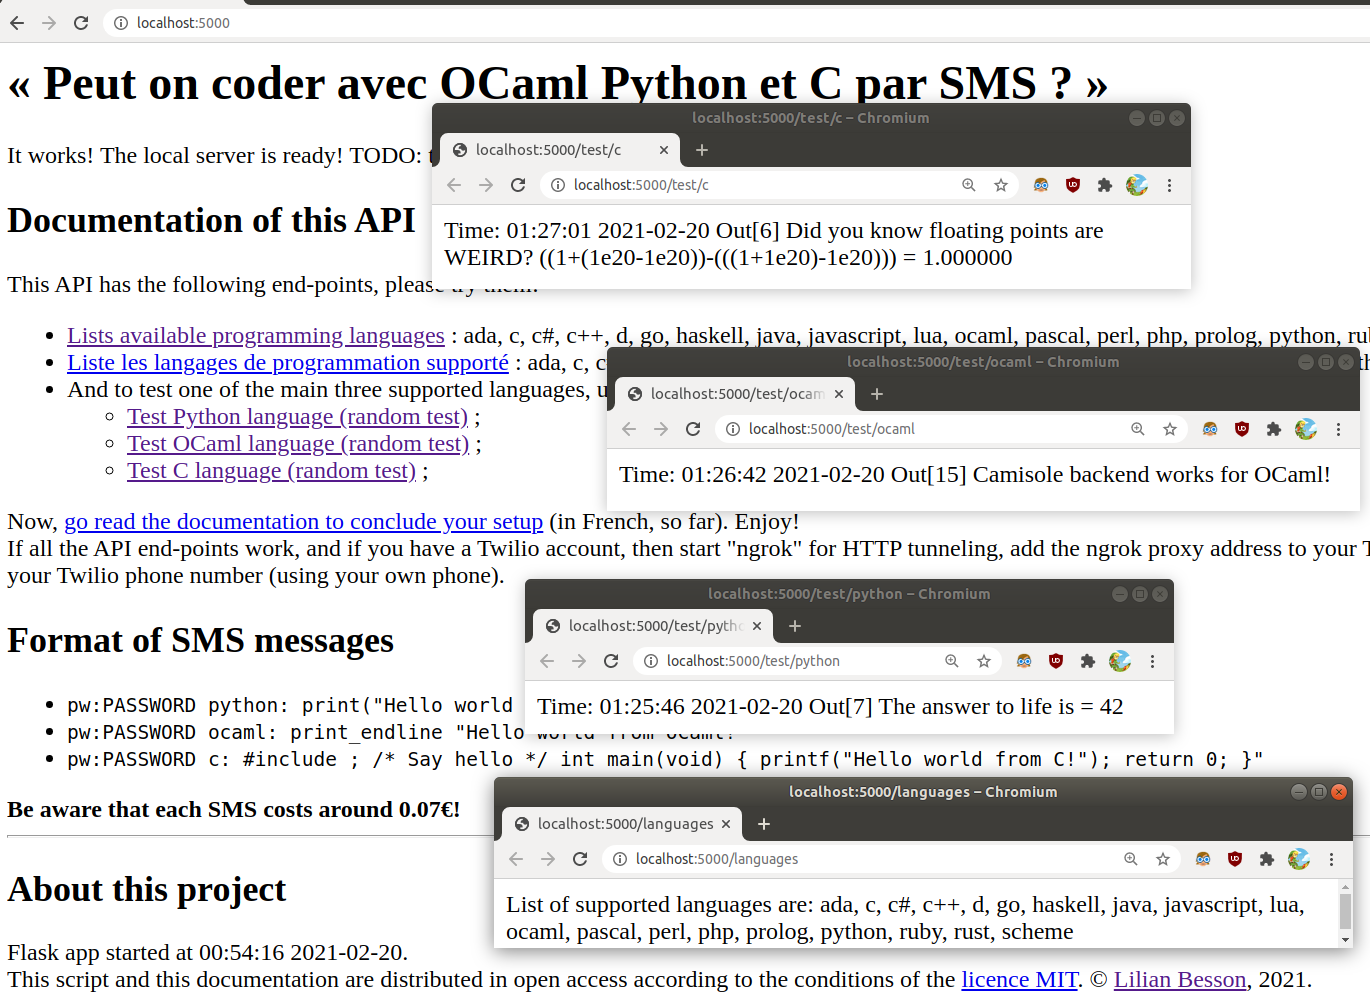 localhost:5000
« Peut on coder avec OCaml Python et C par SMS ? »
It works! The local server is ready! TODO:
Documentation of this API
This API has the following end-points, please try them:
Lists available programming languages : ada, c, c#, c++, d, go, haskell, java, javascript, lua, ocaml, pascal, perl, php, prolog, python,
Liste les langages de programmation supporté : ada, c,
And to test one of the main three supported languages,
Test Python language (random test) ;
Test OCaml language (random test) ;
Test C language (random test) ;
Now, go read the documentation to conclude your setup (in French, so far). Enjoy!
If all the API end-points work, and if you have a Twilio account, then start "ngrok" for HTTP tunneling, add the ngrok proxy address to your
your Twilio phone number (using your own phone).
Format of SMS messages
pw:PASSWORD python: print("Hello world
pw:PASSWORD ocaml: print_endline "Hello world from OCaml!
pw:PASSWORD c: #include ; /* Say hello */ int main(void) { printf("Hello world from C!"); return 0; }"
Be aware that each SMS costs around 0.07€!
About this project
Flask app started at 00:54:16 2021-02-20.
This script and this documentation are distributed in open access according to the conditions of the licence MIT. © Lilian Besson, 2021.
localhost:5000/test/c – Chromium
localhost:5000/test/c
localhost:5000/test/c
Time: 01:27:01 2021-02-20 Out[6] Did you know floating points are
WEIRD? ((1+(1e20-1e20))-(((1+1e20)-1e20))) = 1.000000
localhost:5000/test/ocaml – Chromium
localhost:5000/test/ocam
localhost:5000/test/ocaml
Time: 01:26:42 2021-02-20 Out[15] Camisole backend works for OCaml!
localhost:5000/test/python – Chromium
localhost:5000/test/pytho
localhost:5000/test/python
Time: 01:25:46 2021-02-20 Out[7] The answer to life is = 42
localhost:5000/languages – Chromium
localhost:5000/languages
localhost:5000/languages
List of supported languages are: ada, c, c#, c++, d, go, haskell, java, javascript, lua,
ocaml, pascal, perl, php, prolog, python, ruby, rust, scheme